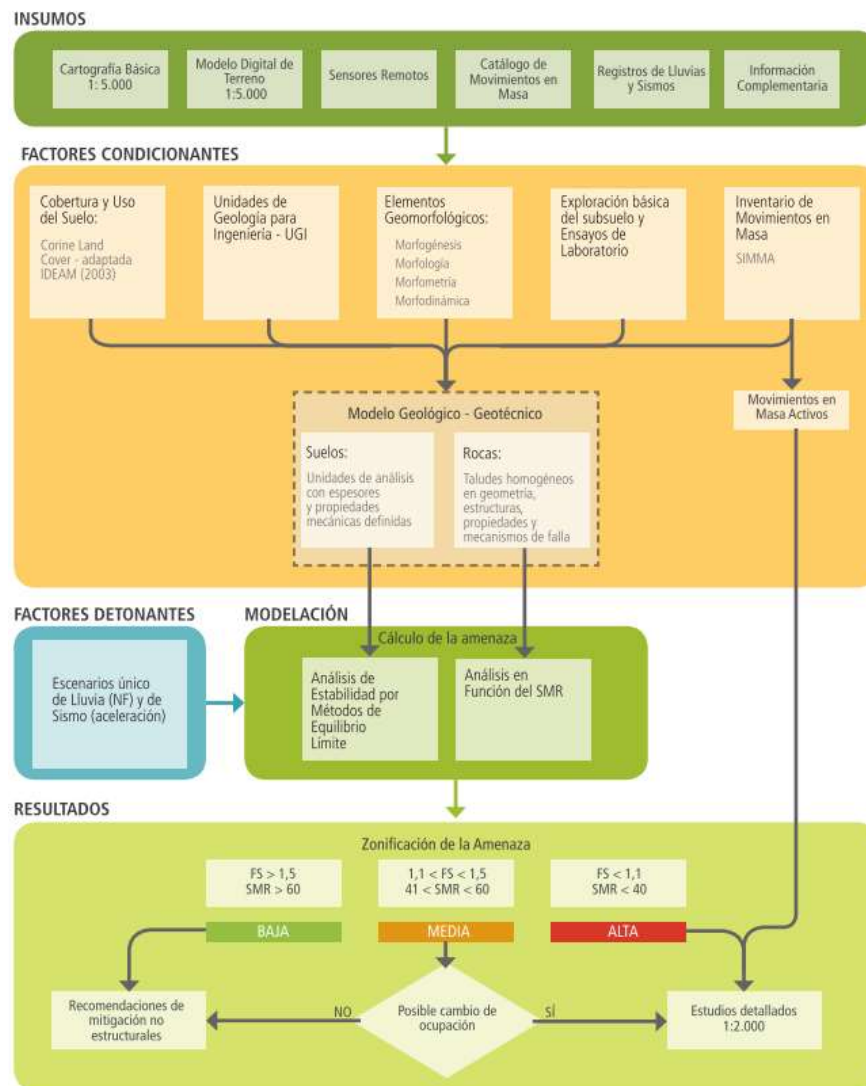 INSUMOS
Cartografía Básica
1: 5.000
Modelo Digital de
Terreno
1:5.000
Sensores Remotos
Catálogo de
Movimientos en
Masa
Registros de Lluvias
y Sismos
Información
Complementaria
FACTORES CONDICIONANTES
Cobertura y Uso
del Suelo:
Corine Land
Cover - adaptada
IDEAM (2003)
Unidades de
Geología para
Ingeniería - UGI
Elementos
Geomorfológicos:
Morfogénesis
Morfología
Morfometría
Morfodinámica
Exploración básica
del subsuelo y
Ensayos de
Laboratorio
Inventario de
Movimientos en
Masa
SIMMA
Modelo Geológico - Geotécnico
Suelos:
Unidades de análisis
con espesores
y propiedades
mecánicas definidas
Rocas:
Taludes homogéneos
en geometría,
estructuras,
propiedades y
mecanismos de falla
Movimientos en
Masa Activos
FACTORES DETONANTES
Escenarios único
de Lluvia (NF) y de
Sismo (aceleración)
MODELACIÓN
Cálculo de la amenaza
Análisis de
Estabilidad por
Métodos de
Equilibrio
Límite
Análisis en
Función del SMR
RESULTADOS
Zonificación de la Amenaza
FS > 1,5
SMR > 60
1,1 < FS < 1,5
41 < SMR < 60
FS < 1,1
SMR < 40
BAJA
MEDIA
ALTA
Recomendaciones de
mitigación no
estructurales
NO
Posible cambio de
ocupación
SÍ
Estudios detallados
1:2.000